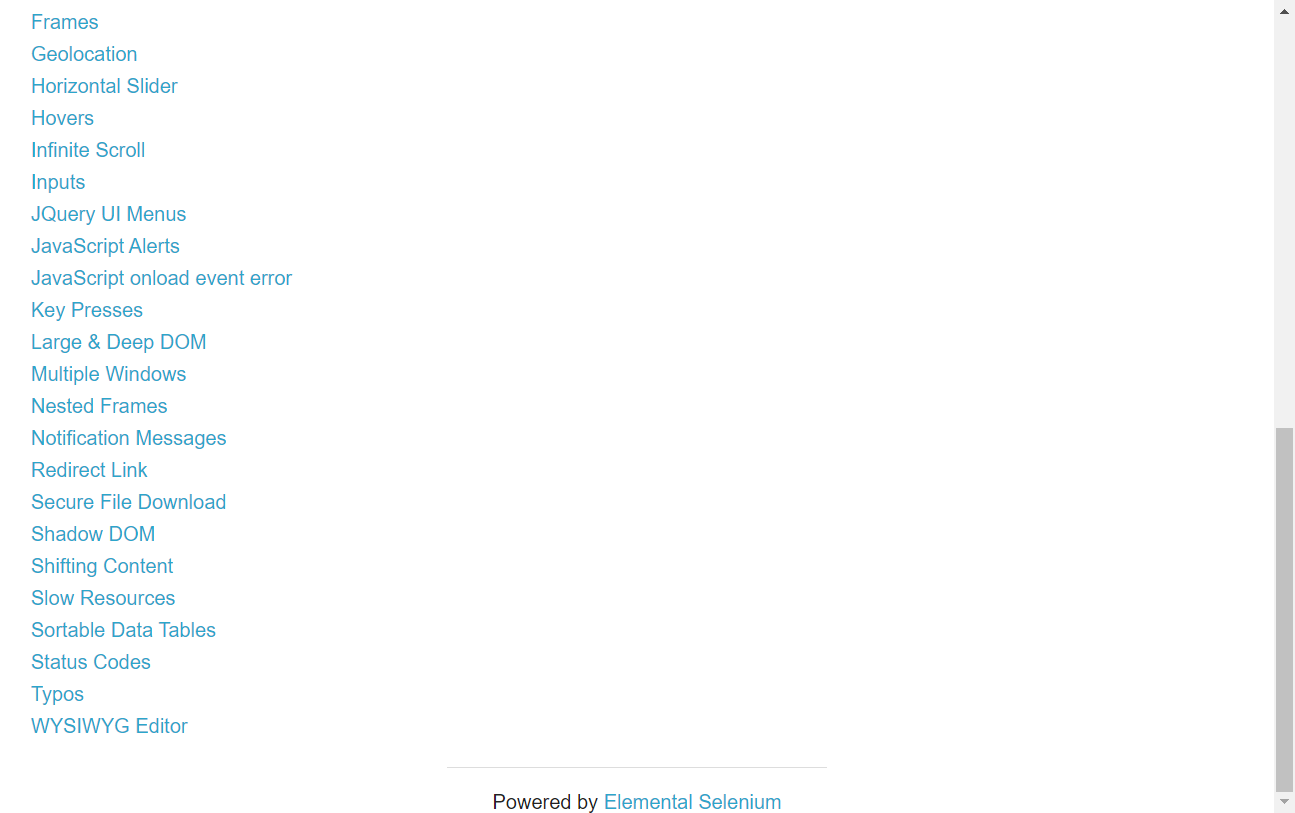 Frames
Geolocation
Horizontal Slider
Hovers
Infinite Scroll
Inputs
JQuery UI Menus
JavaScript Alerts
JavaScript onload event error
Key Presses
Large & Deep DOM
Multiple Windows
Nested Frames
Notification Messages
Redirect Link
Secure File Download
Shadow DOM
Shifting Content
Slow Resources
Sortable Data Tables
Status Codes
Typos
WYSIWYG Editor
Powered by Elemental Selenium